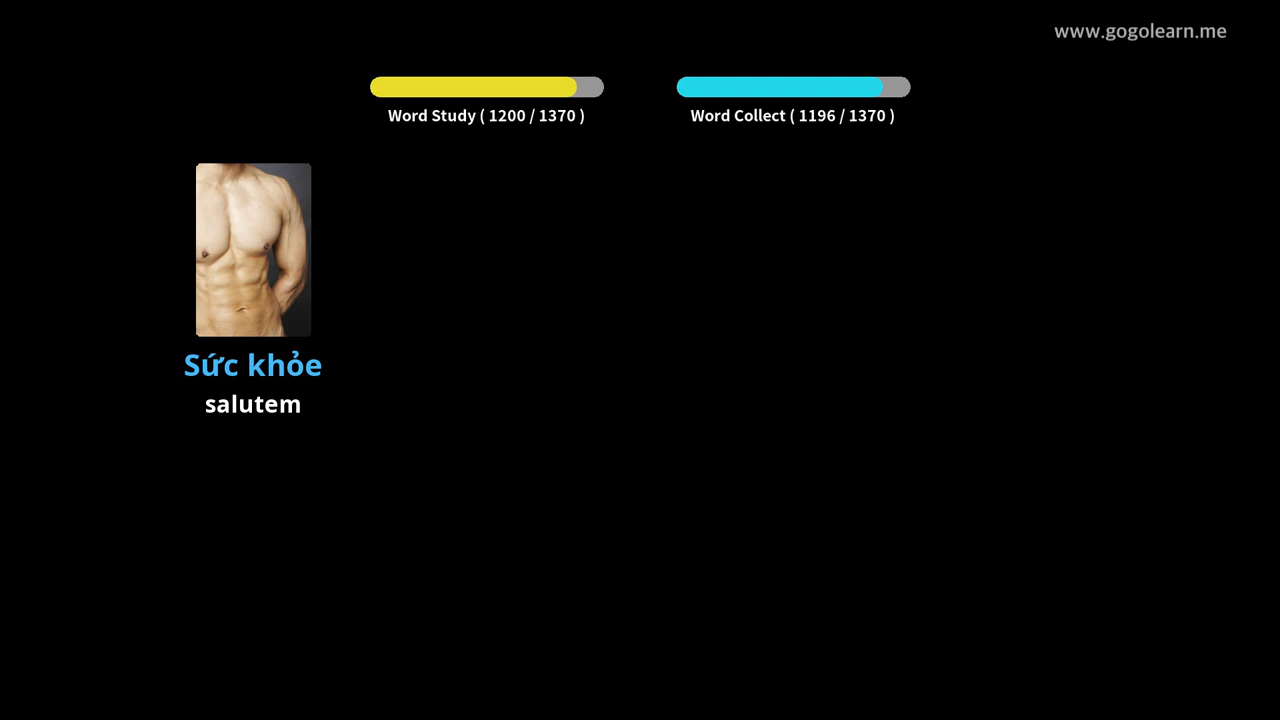 www.gogolearn.me
Word Study ( 1200 / 1370 )
Word Collect ( 1196 / 1370 )
Sức khỏe
salutem